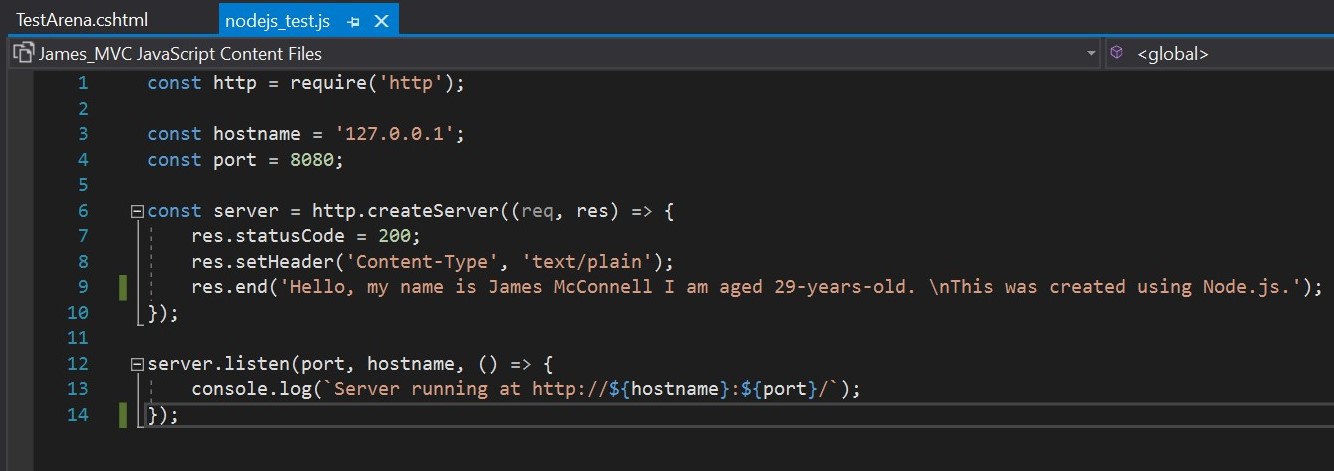 TestArena.cshtml nodejs_test.js
James_MVC JavaScript Content Files <global>
1 const http = require('http');
2
3 const hostname = '127.0.0.1';
4 const port = 8080;
5
6 const server = http.createServer((req, res) => {
7 res.statusCode = 200;
8 res.setHeader('Content-Type', 'text/plain');
9 res.end('Hello, my name is James McConnell I am aged 29-years-old. \nThis was created using Node.js.');
10 });
11
12 server.listen(port, hostname, () => {
13 console.log(`Server running at http://${hostname}:${port}/`);
14 });